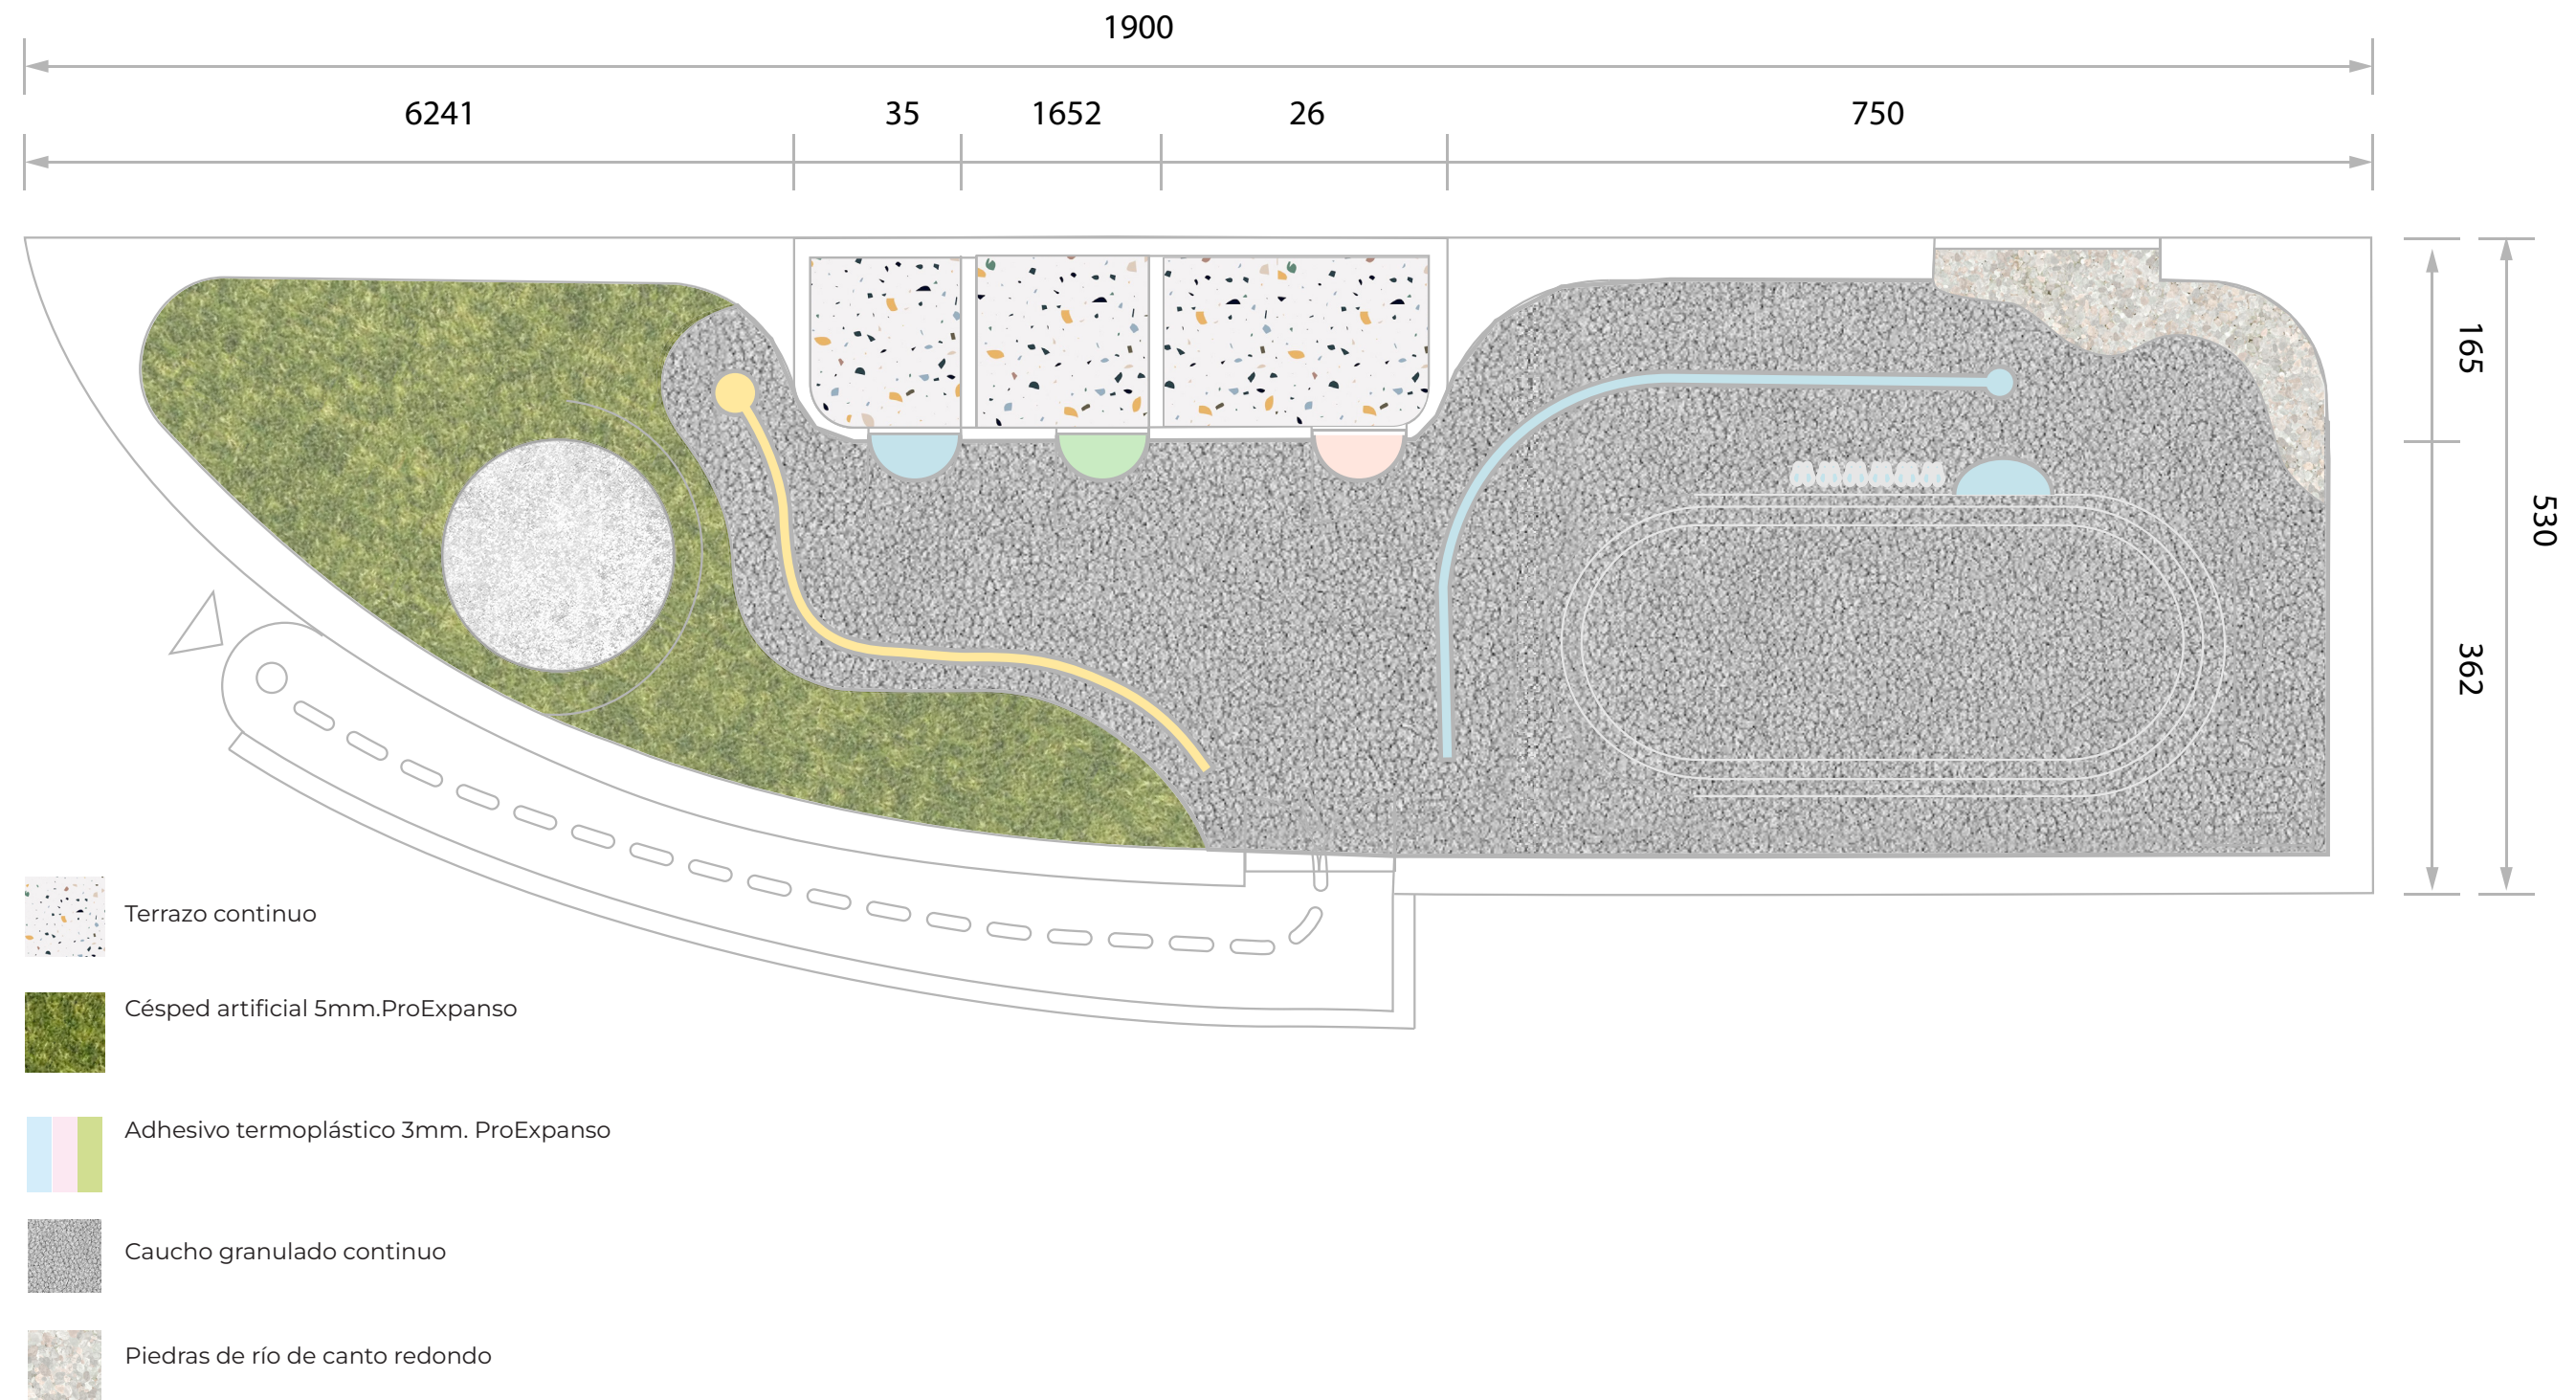 1900
6241 35 1652 26 750
165
530
362
Terrazo continuo
Césped artificial 5mm.ProExpanso
Adhesivo termoplástico 3mm. ProExpanso
Caucho granulado continuo
Piedras de río de canto redondo